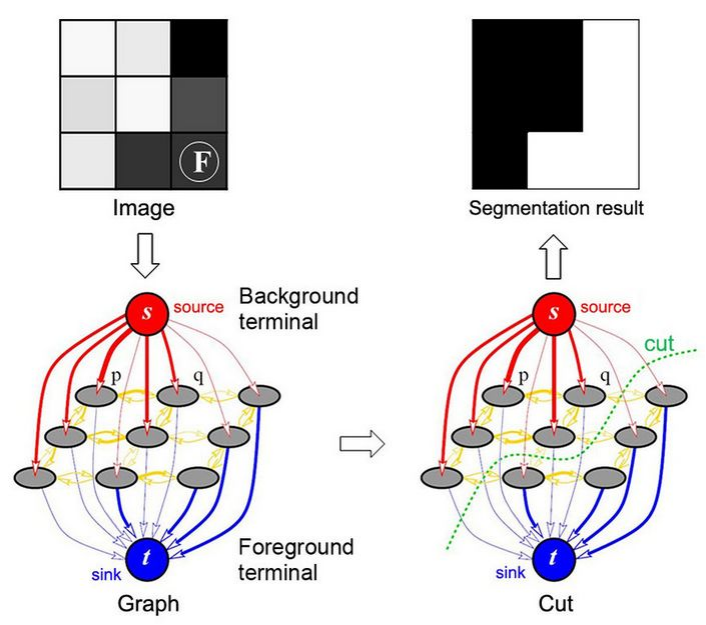 F
Image
Segmentation result
s
source
Background
terminal
s
source
cut
p
q
p
q
t
sink
Foreground
terminal
t
sink
Graph
Cut